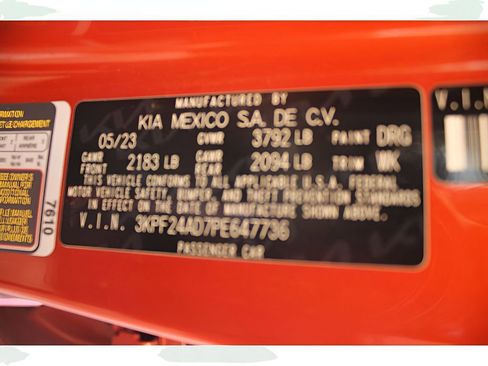 MANUFACTURED BY
KIA MEXICO S.A. DE C.V.
05/23 GVWR 3792 LB PAINT DRG
GAWR FRONT 2183 LB GAWR REAR 2094 LB TRIM WK
THIS VEHICLE CONFORMS TO ALL APPLICABLE U.S.A. FEDERAL
MOTOR VEHICLE SAFETY, BUMPER, AND THEFT PREVENTION STANDARDS
IN EFFECT ON THE DATE OF MANUFACTURE SHOWN ABOVE.
V.I.N. 3KPF24AD7PE647736
PASSENGER CAR
7610
V.I.N